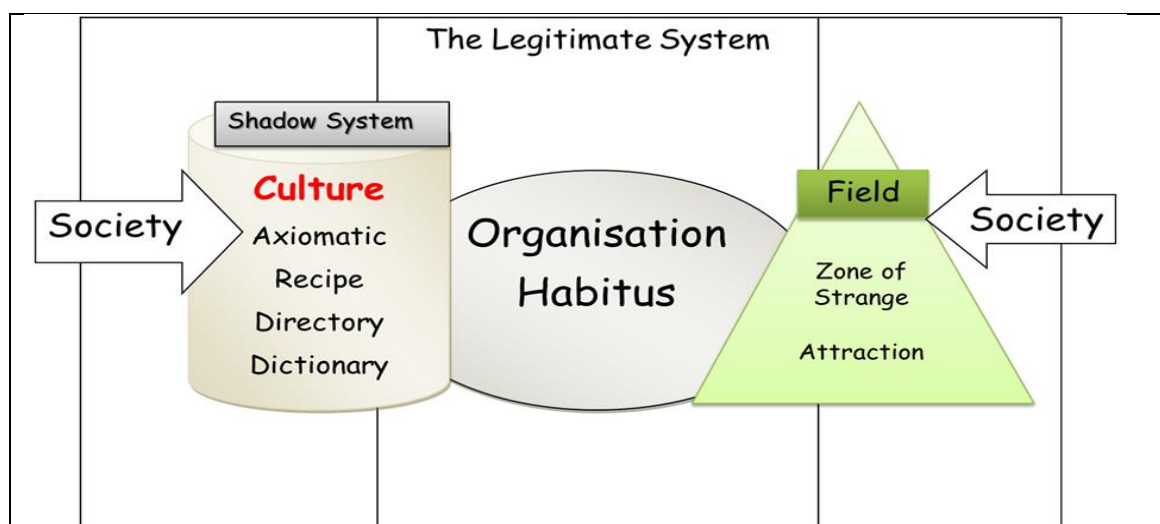 The Legitimate System
Shadow System
Society
Culture
Axiomatic
Recipe
Directory
Dictionary
Organisation
Habitus
Field
Zone of
Strange
Attraction
Society